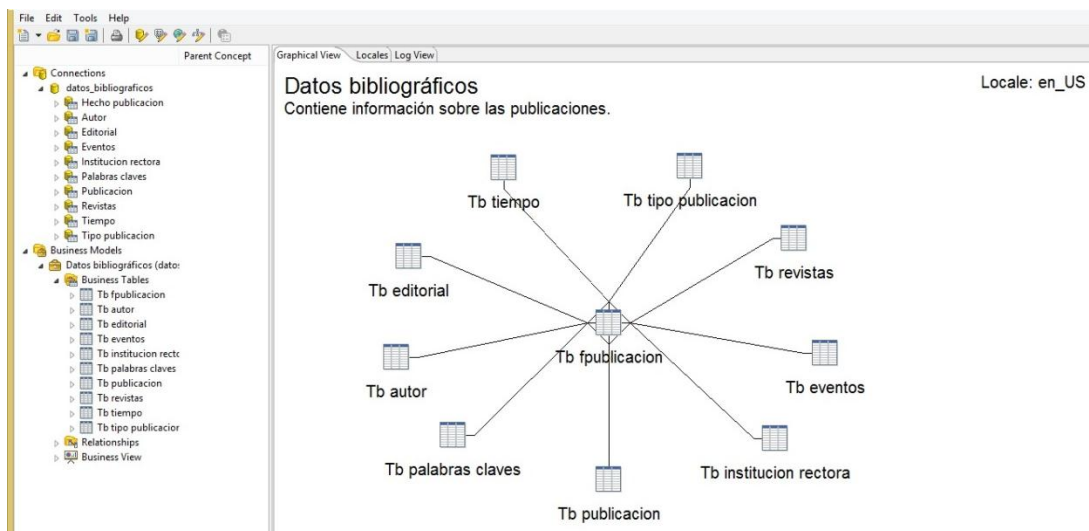 File Edit Tools Help
Parent Concept
Connections
datos_bibliograficos
Hecho publicacion
Autor
Editorial
Eventos
Institucion rectora
Palabras claves
Publicacion
Revistas
Tiempo
Tipo publicacion
Business Models
Datos bibliográficos (dato:
Business Tables
Tb fpublicacion
Tb autor
Tb editorial
Tb eventos
Tb institucion recto
Tb palabras claves
Tb publicacion
Tb revistas
Tb tiempo
Tb tipo publicacior
Relationships
Business View
Graphical View Locales Log View
Datos bibliográficos
Locale: en_US
Contiene información sobre las publicaciones.
Tb tiempo
Tb tipo publicacion
Tb revistas
Tb editorial
Tb fpublicacion
Tb autor
Tb eventos
Tb palabras claves
Tb institucion rectora
Tb publicacion